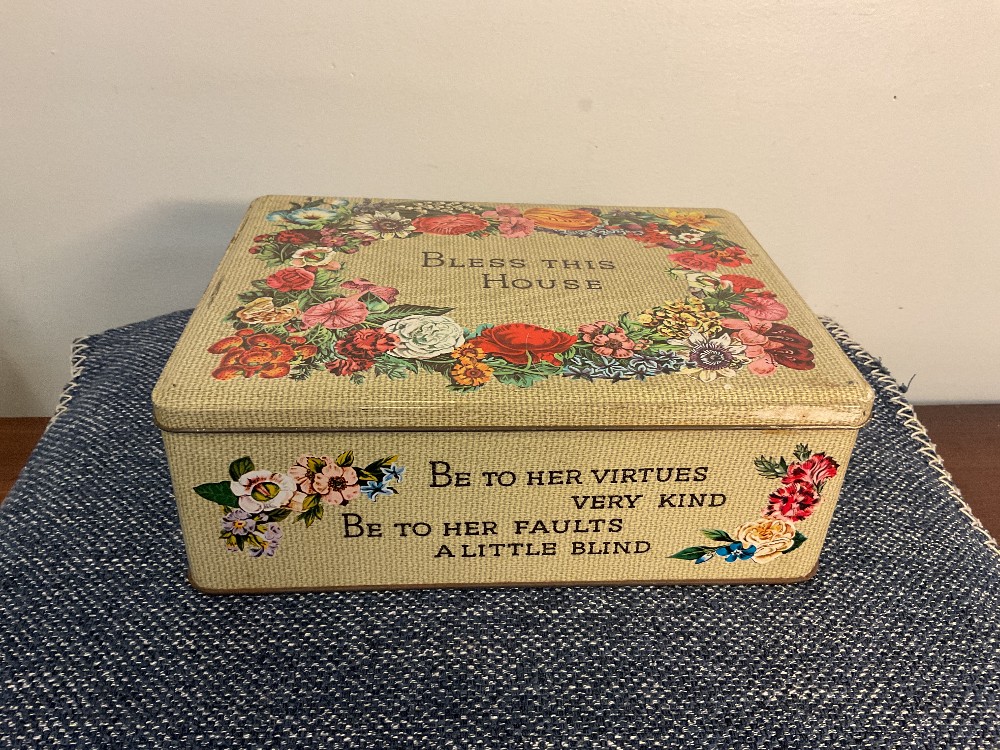 Bless this
House
Be to her virtues
very kind
Be to her faults
a little blind